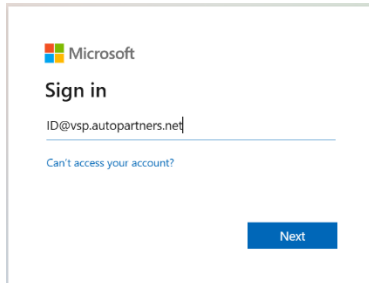 Microsoft
Sign in
ID@vsp.autopartners.net
Can't access your account?
Next